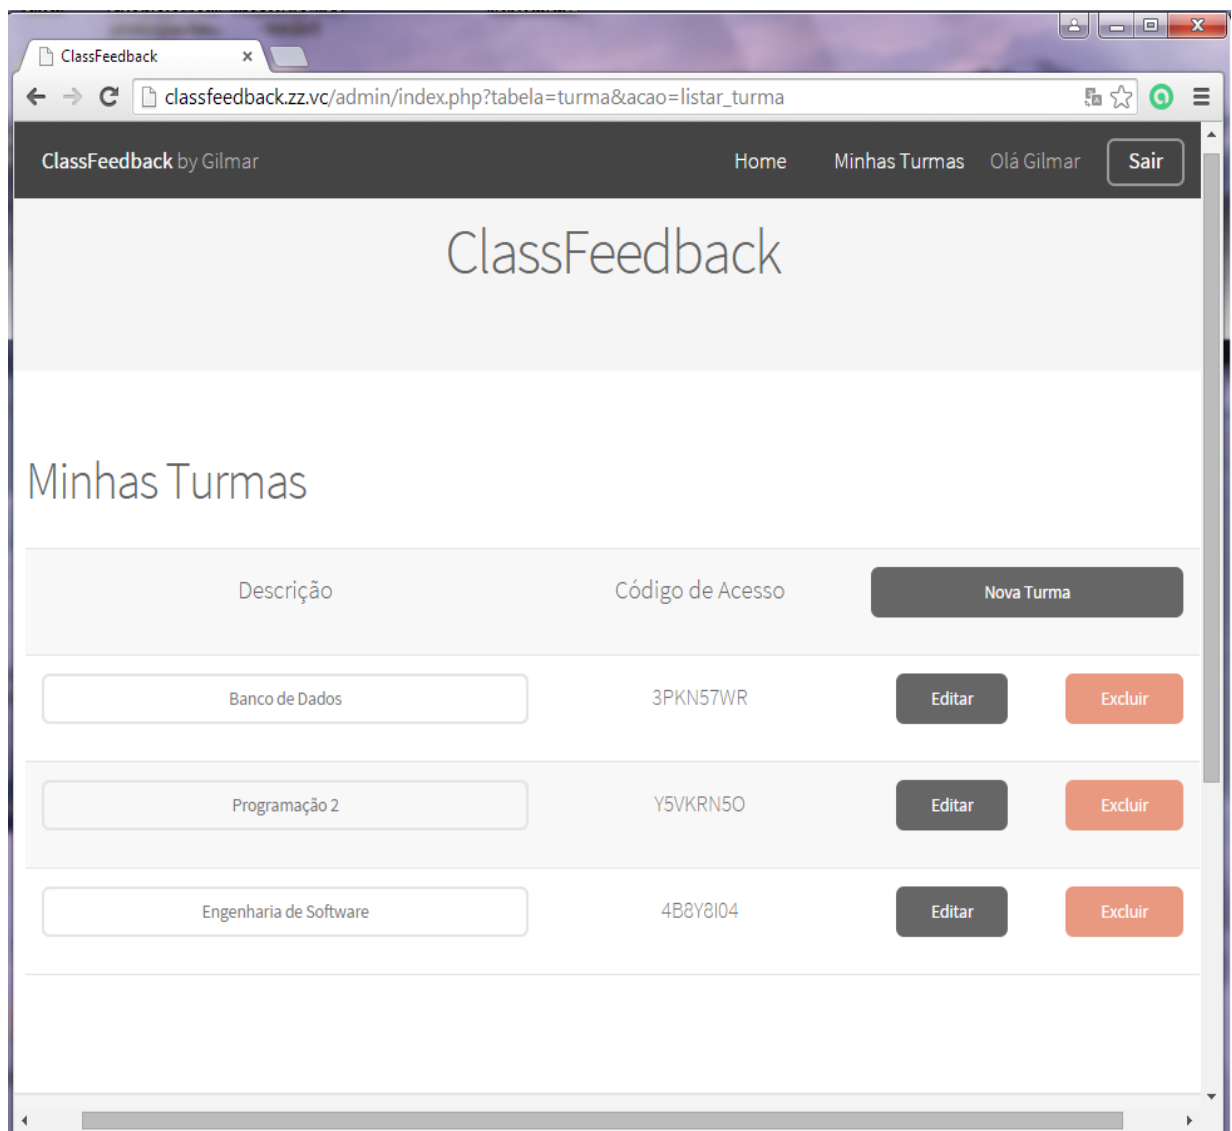 ClassFeedback
classfeedback.zz.vc/admin/index.php?tabela=turma&acao=listar_turma
ClassFeedback by Gilmar Home Minhas Turmas Olá Gilmar Sair
ClassFeedback
Minhas Turmas
Descrição Código de Acesso Nova Turma
Banco de Dados 3PKN57WR Editar Excluir
Programação 2 Y5VKRN5O Editar Excluir
Engenharia de Software 4B8Y8I04 Editar Excluir